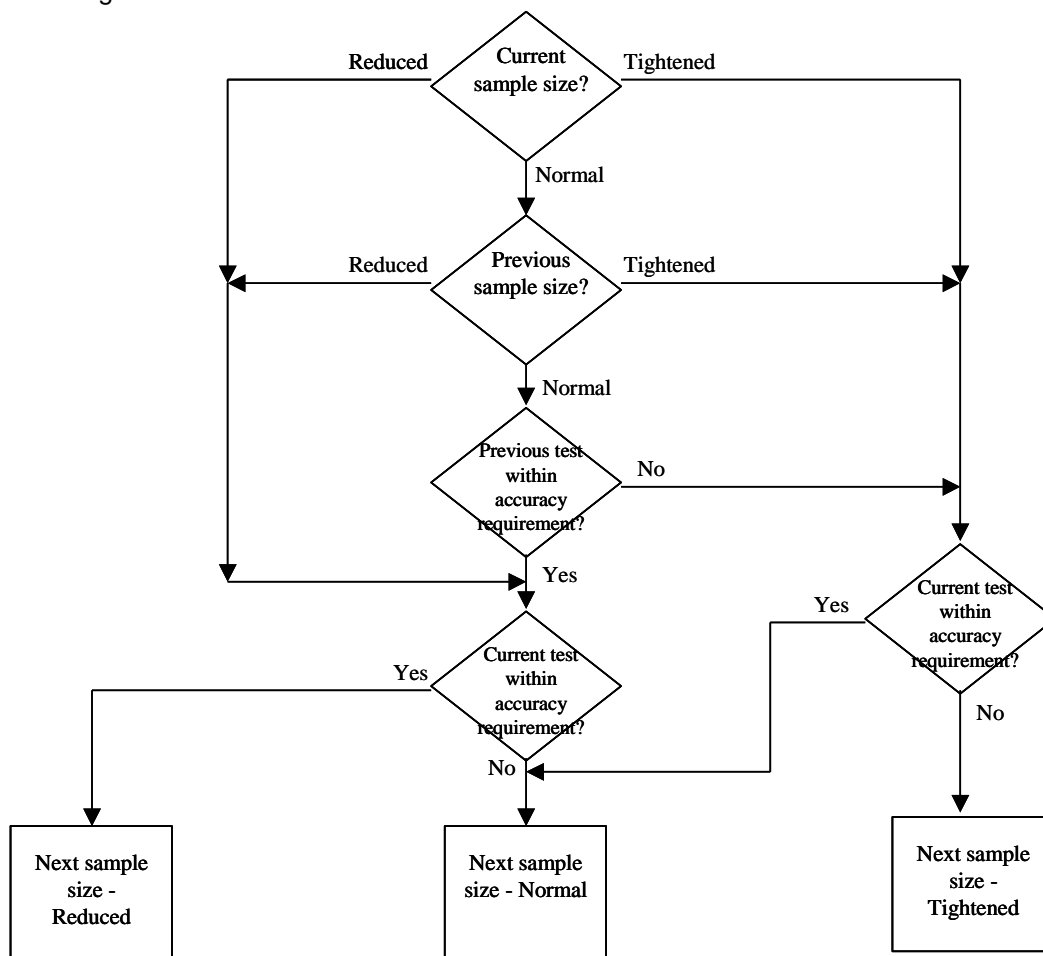 Reduced
Current
sample size?
Tightened
Normal
Reduced
Previous
sample size?
Tightened
Normal
Previous test
within
accuracy
requirement?
No
Yes
Current test
within
accuracy
requirement?
Yes
Yes
Current test
within
accuracy
requirement?
No
No
Next sample
size -
Reduced
Next sample
size - Normal
Next sample
size -
Tightened